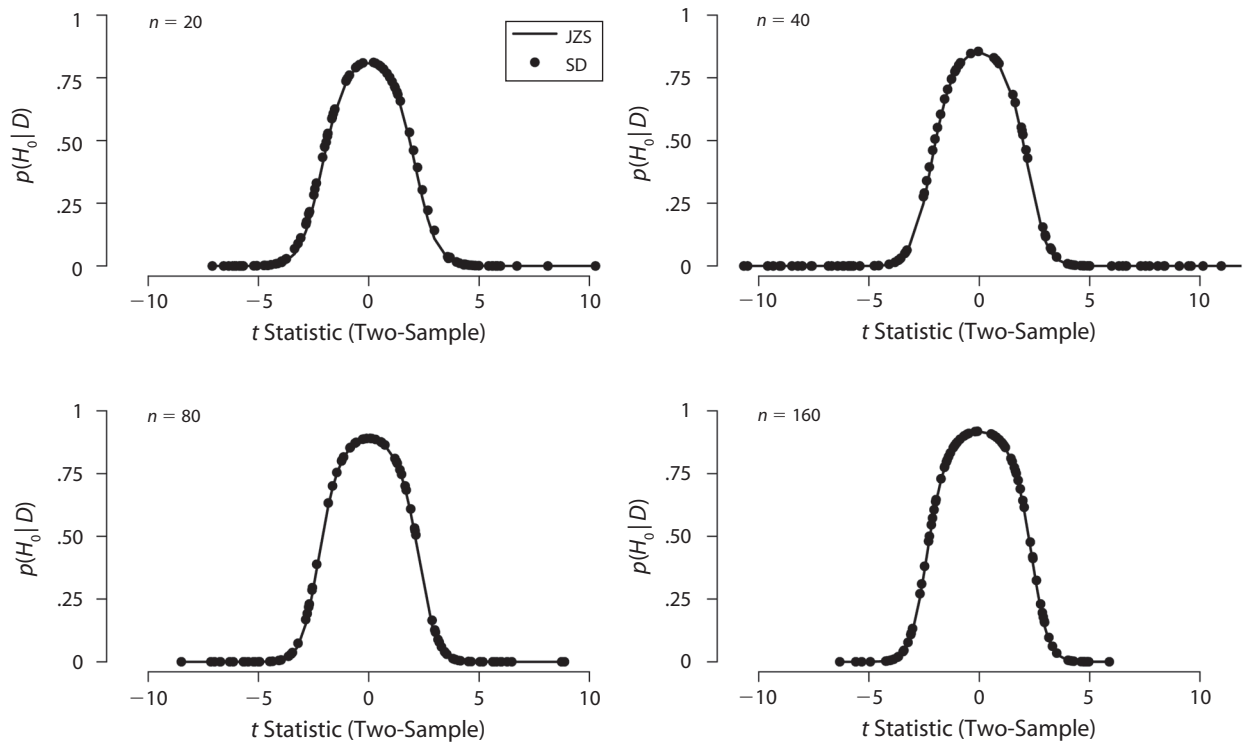 n = 20
JZS
SD
1
.75
.50
.25
0
p(H₀|D)
−10 −5 0 5 10
t Statistic (Two-Sample)
n = 40
1
.75
.50
.25
0
p(H₀|D)
−10 −5 0 5 10
t Statistic (Two-Sample)
n = 80
1
.75
.50
.25
0
p(H₀|D)
−10 −5 0 5 10
t Statistic (Two-Sample)
n = 160
1
.75
.50
.25
0
p(H₀|D)
−10 −5 0 5 10
t Statistic (Two-Sample)